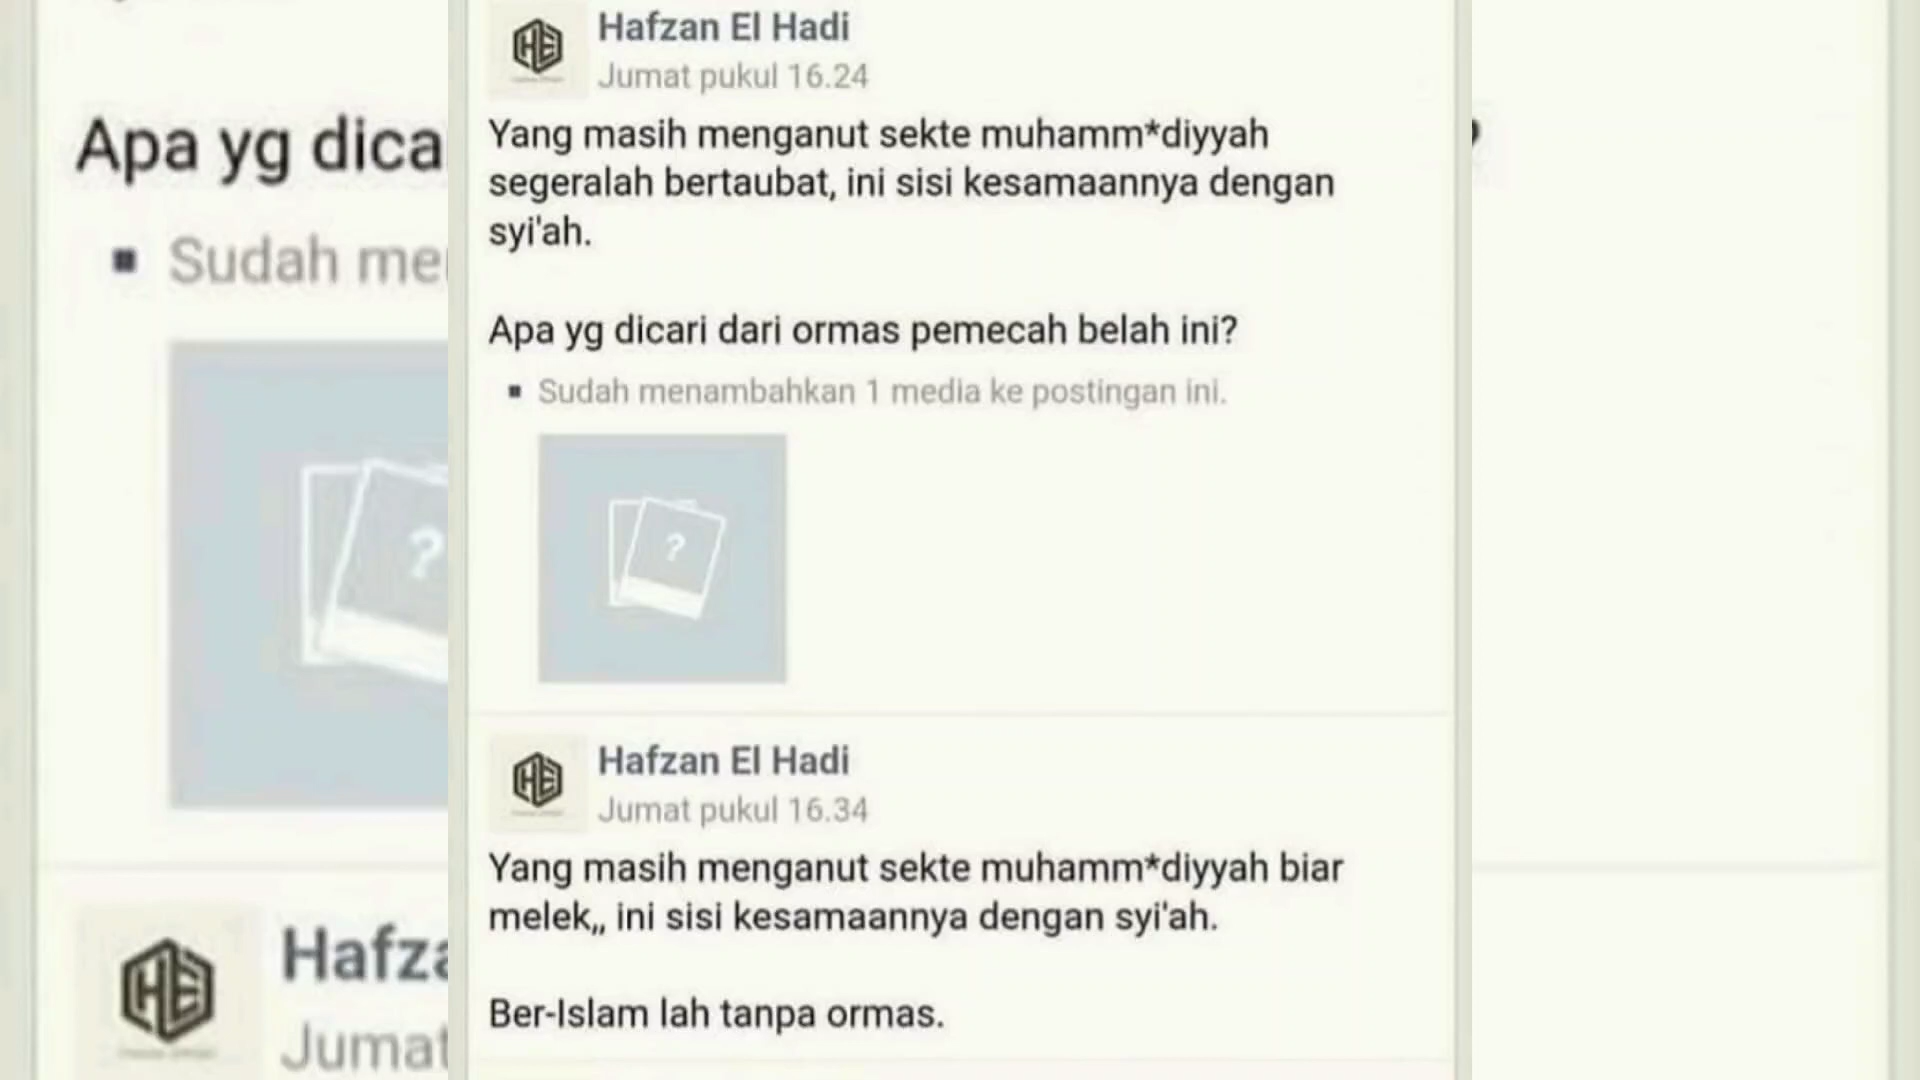 Hafzan El Hadi
Jumat pukul 16.24
Yang masih menganut sekte muhamm*diyyah
segeralah bertaubat, ini sisi kesamaannya dengan
syi'ah.
Apa yg dicari dari ormas pemecah belah ini?
Sudah menambahkan 1 media ke postingan ini.
?
Hafzan El Hadi
Jumat pukul 16.34
Yang masih menganut sekte muhamm*diyyah biar
melek,, ini sisi kesamaannya dengan syi'ah.
Ber-Islam lah tanpa ormas.
Apa yg dica
Sudah me
?
Hafza
Jumat